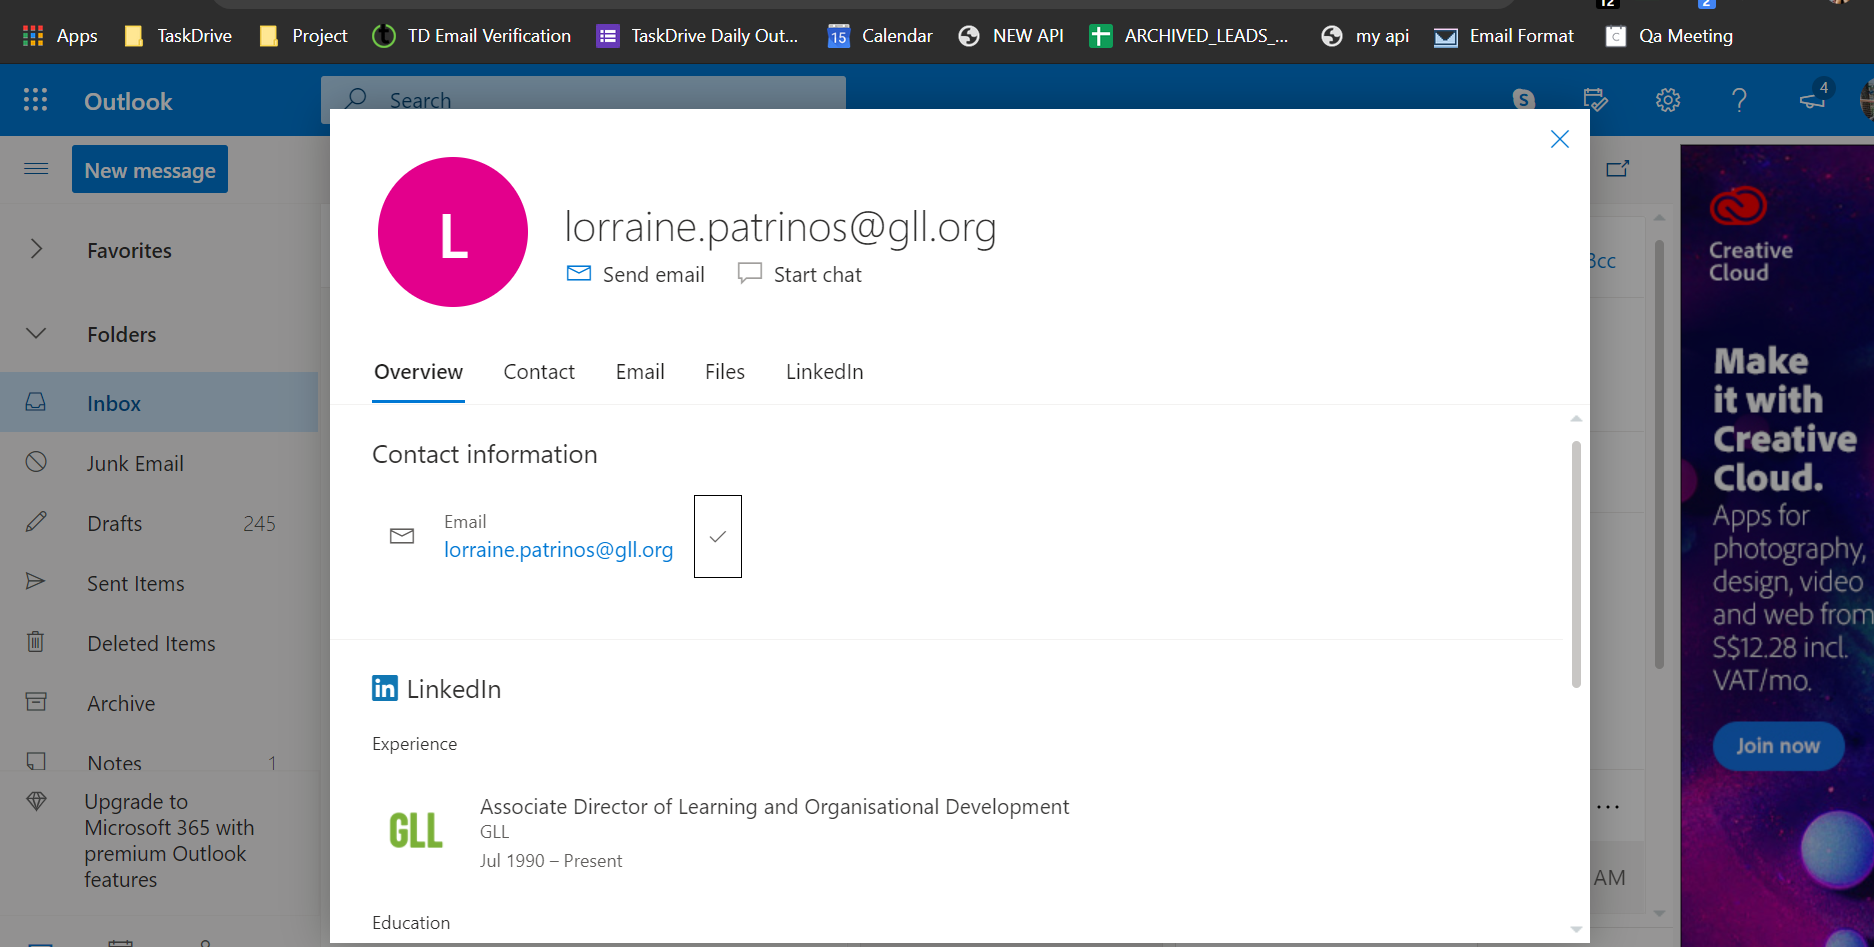 12
2
Apps
TaskDrive
Project
TD Email Verification
TaskDrive Daily Out...
15
Calendar
NEW API
ARCHIVED_LEADS_...
my api
Email Format
Qa Meeting
Outlook
Search
4
New message
Favorites
Folders
Inbox
Junk Email
Drafts 245
Sent Items
Deleted Items
Archive
Notes 1
Upgrade to
Microsoft 365 with
premium Outlook
features
L
lorraine.patrinos@gll.org
Send email
Start chat
Overview
Contact
Email
Files
LinkedIn
Contact information
Email
lorraine.patrinos@gll.org
in LinkedIn
Experience
GLL
Associate Director of Learning and Organisational Development
GLL
Jul 1990 – Present
Education
AM
Creative
Cloud
Make
it with
Creative
Cloud.
Apps for
photography,
design, video
and web from
S$12.28 incl.
VAT/mo.
Join now